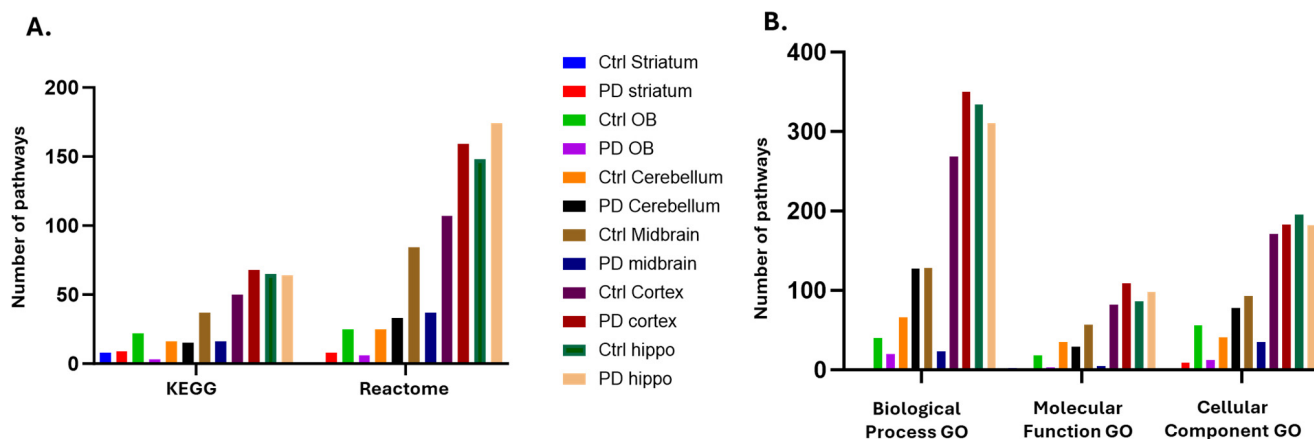 A.
Number of pathways
200
150
100
50
0
KEGG
Reactome
Ctrl Striatum
PD striatum
Ctrl OB
PD OB
Ctrl Cerebellum
PD Cerebellum
Ctrl Midbrain
PD midbrain
Ctrl Cortex
PD cortex
Ctrl hippo
PD hippo
B.
Number of pathways
400
300
200
100
0
Biological
Process GO
Molecular
Function GO
Cellular
Component GO